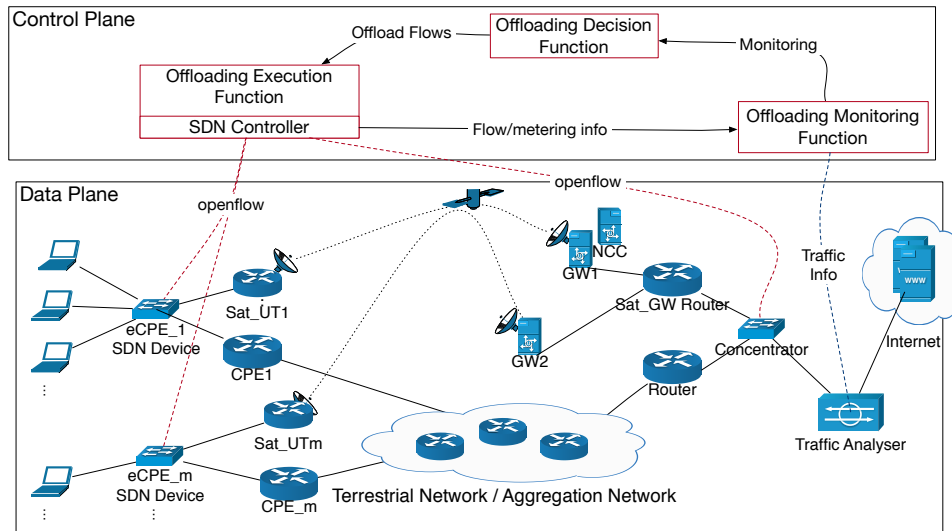 Control Plane
Offload Flows
Offloading Decision
Function
Monitoring
Offloading Execution
Function
SDN Controller
Flow/metering info
Offloading Monitoring
Function
Data Plane
openflow
openflow
NCC
GW1
Traffic
Info
www
Sat_UT1
Sat_GW Router
eCPE_1
SDN Device
CPE1
GW2
Concentrator
Internet
Router
⋮
Sat_UTm
Traffic Analyser
eCPE_m
SDN Device
CPE_m
Terrestrial Network / Aggregation Network
⋮
⋮